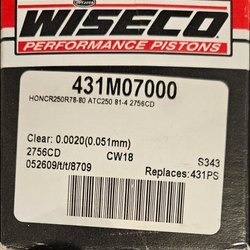 WISECO
PERFORMANCE PISTONS
431M07000
HONCR250R78-80 ATC250 81-4 2756CD
Clear: 0.0020(0.051mm)
2756CD CW18 S343
052609/t/t/8709 Replaces:431PS